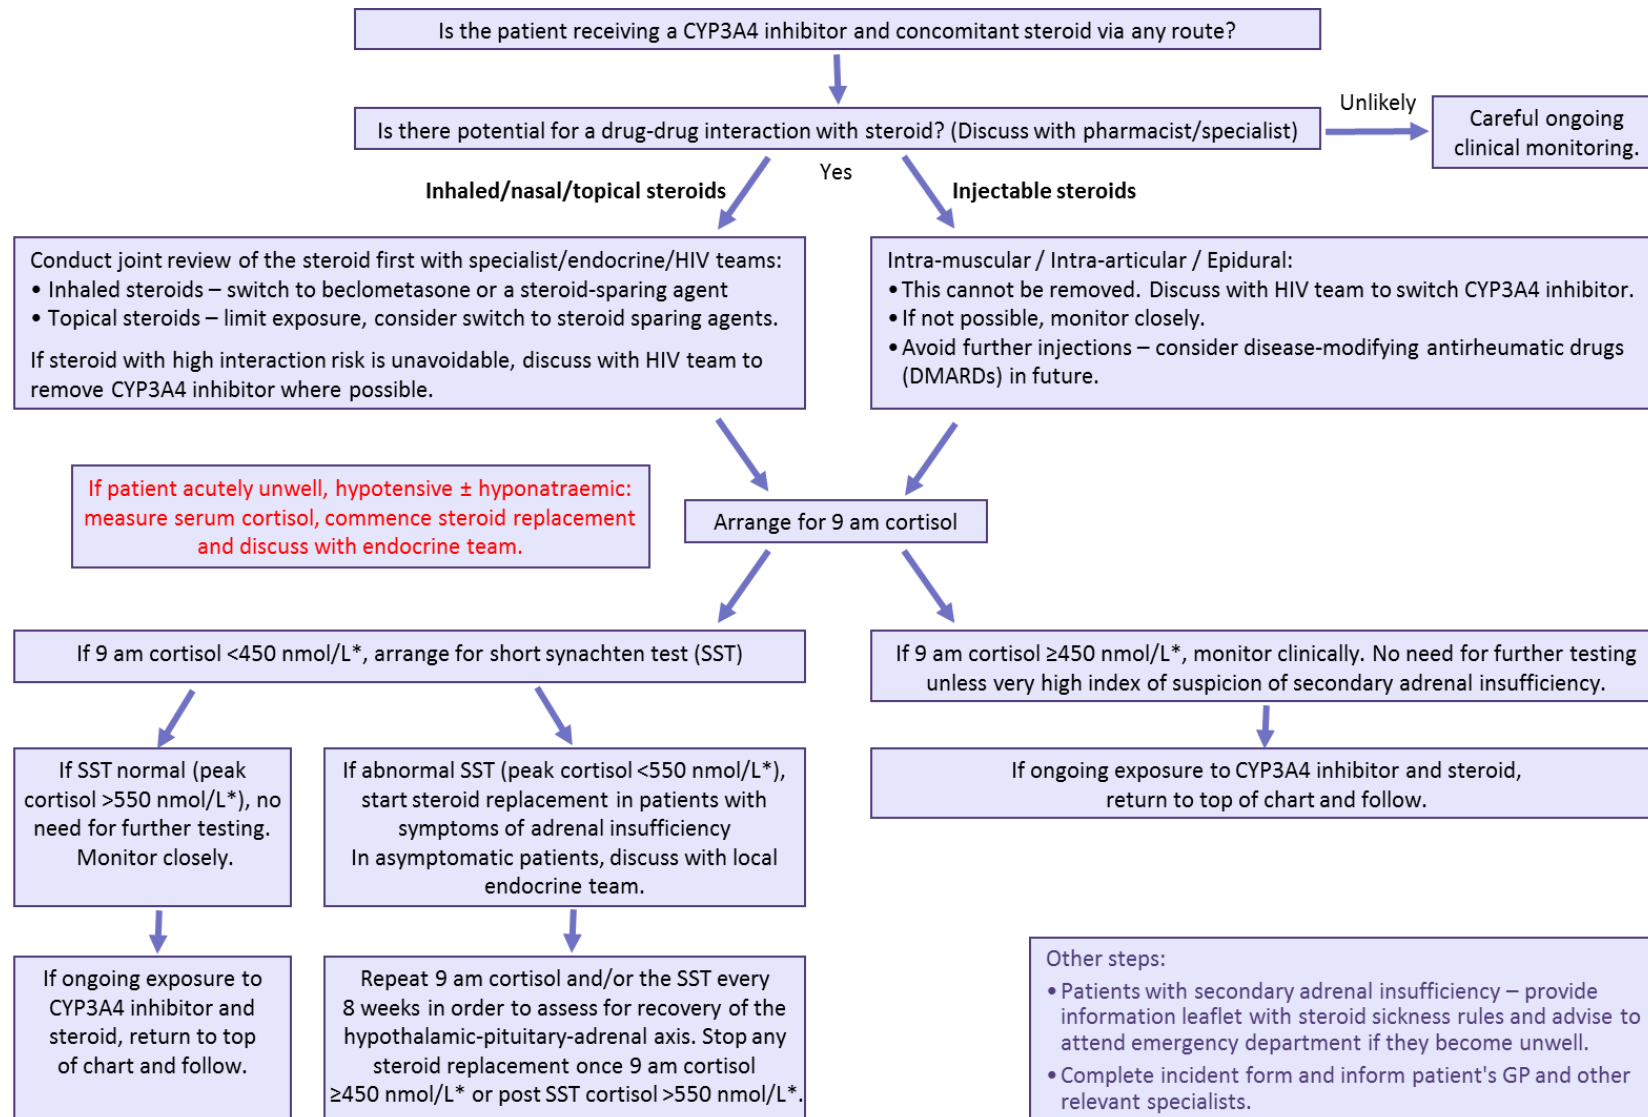 Is the patient receiving a CYP3A4 inhibitor and concomitant steroid via any route?
Is there potential for a drug-drug interaction with steroid? (Discuss with pharmacist/specialist)
Unlikely
Careful ongoing
clinical monitoring.
Yes
Inhaled/nasal/topical steroids
Injectable steroids
Conduct joint review of the steroid first with specialist/endocrine/HIV teams:
• Inhaled steroids – switch to beclometasone or a steroid-sparing agent
• Topical steroids – limit exposure, consider switch to steroid sparing agents.
If steroid with high interaction risk is unavoidable, discuss with HIV team to
remove CYP3A4 inhibitor where possible.
Intra-muscular / Intra-articular / Epidural:
• This cannot be removed. Discuss with HIV team to switch CYP3A4 inhibitor.
• If not possible, monitor closely.
• Avoid further injections – consider disease-modifying antirheumatic drugs
(DMARDs) in future.
If patient acutely unwell, hypotensive ± hyponatraemic:
measure serum cortisol, commence steroid replacement
and discuss with endocrine team.
Arrange for 9 am cortisol
If 9 am cortisol <450 nmol/L*, arrange for short synachten test (SST)
If 9 am cortisol ≥450 nmol/L*, monitor clinically. No need for further testing
unless very high index of suspicion of secondary adrenal insufficiency.
If SST normal (peak
cortisol >550 nmol/L*), no
need for further testing.
Monitor closely.
If abnormal SST (peak cortisol <550 nmol/L*),
start steroid replacement in patients with
symptoms of adrenal insufficiency
In asymptomatic patients, discuss with local
endocrine team.
If ongoing exposure to CYP3A4 inhibitor and steroid,
return to top of chart and follow.
If ongoing exposure to
CYP3A4 inhibitor and
steroid, return to top
of chart and follow.
Repeat 9 am cortisol and/or the SST every
8 weeks in order to assess for recovery of the
hypothalamic-pituitary-adrenal axis. Stop any
steroid replacement once 9 am cortisol
≥450 nmol/L* or post SST cortisol >550 nmol/L*.
Other steps:
• Patients with secondary adrenal insufficiency – provide
information leaflet with steroid sickness rules and advise to
attend emergency department if they become unwell.
• Complete incident form and inform patient's GP and other
relevant specialists.